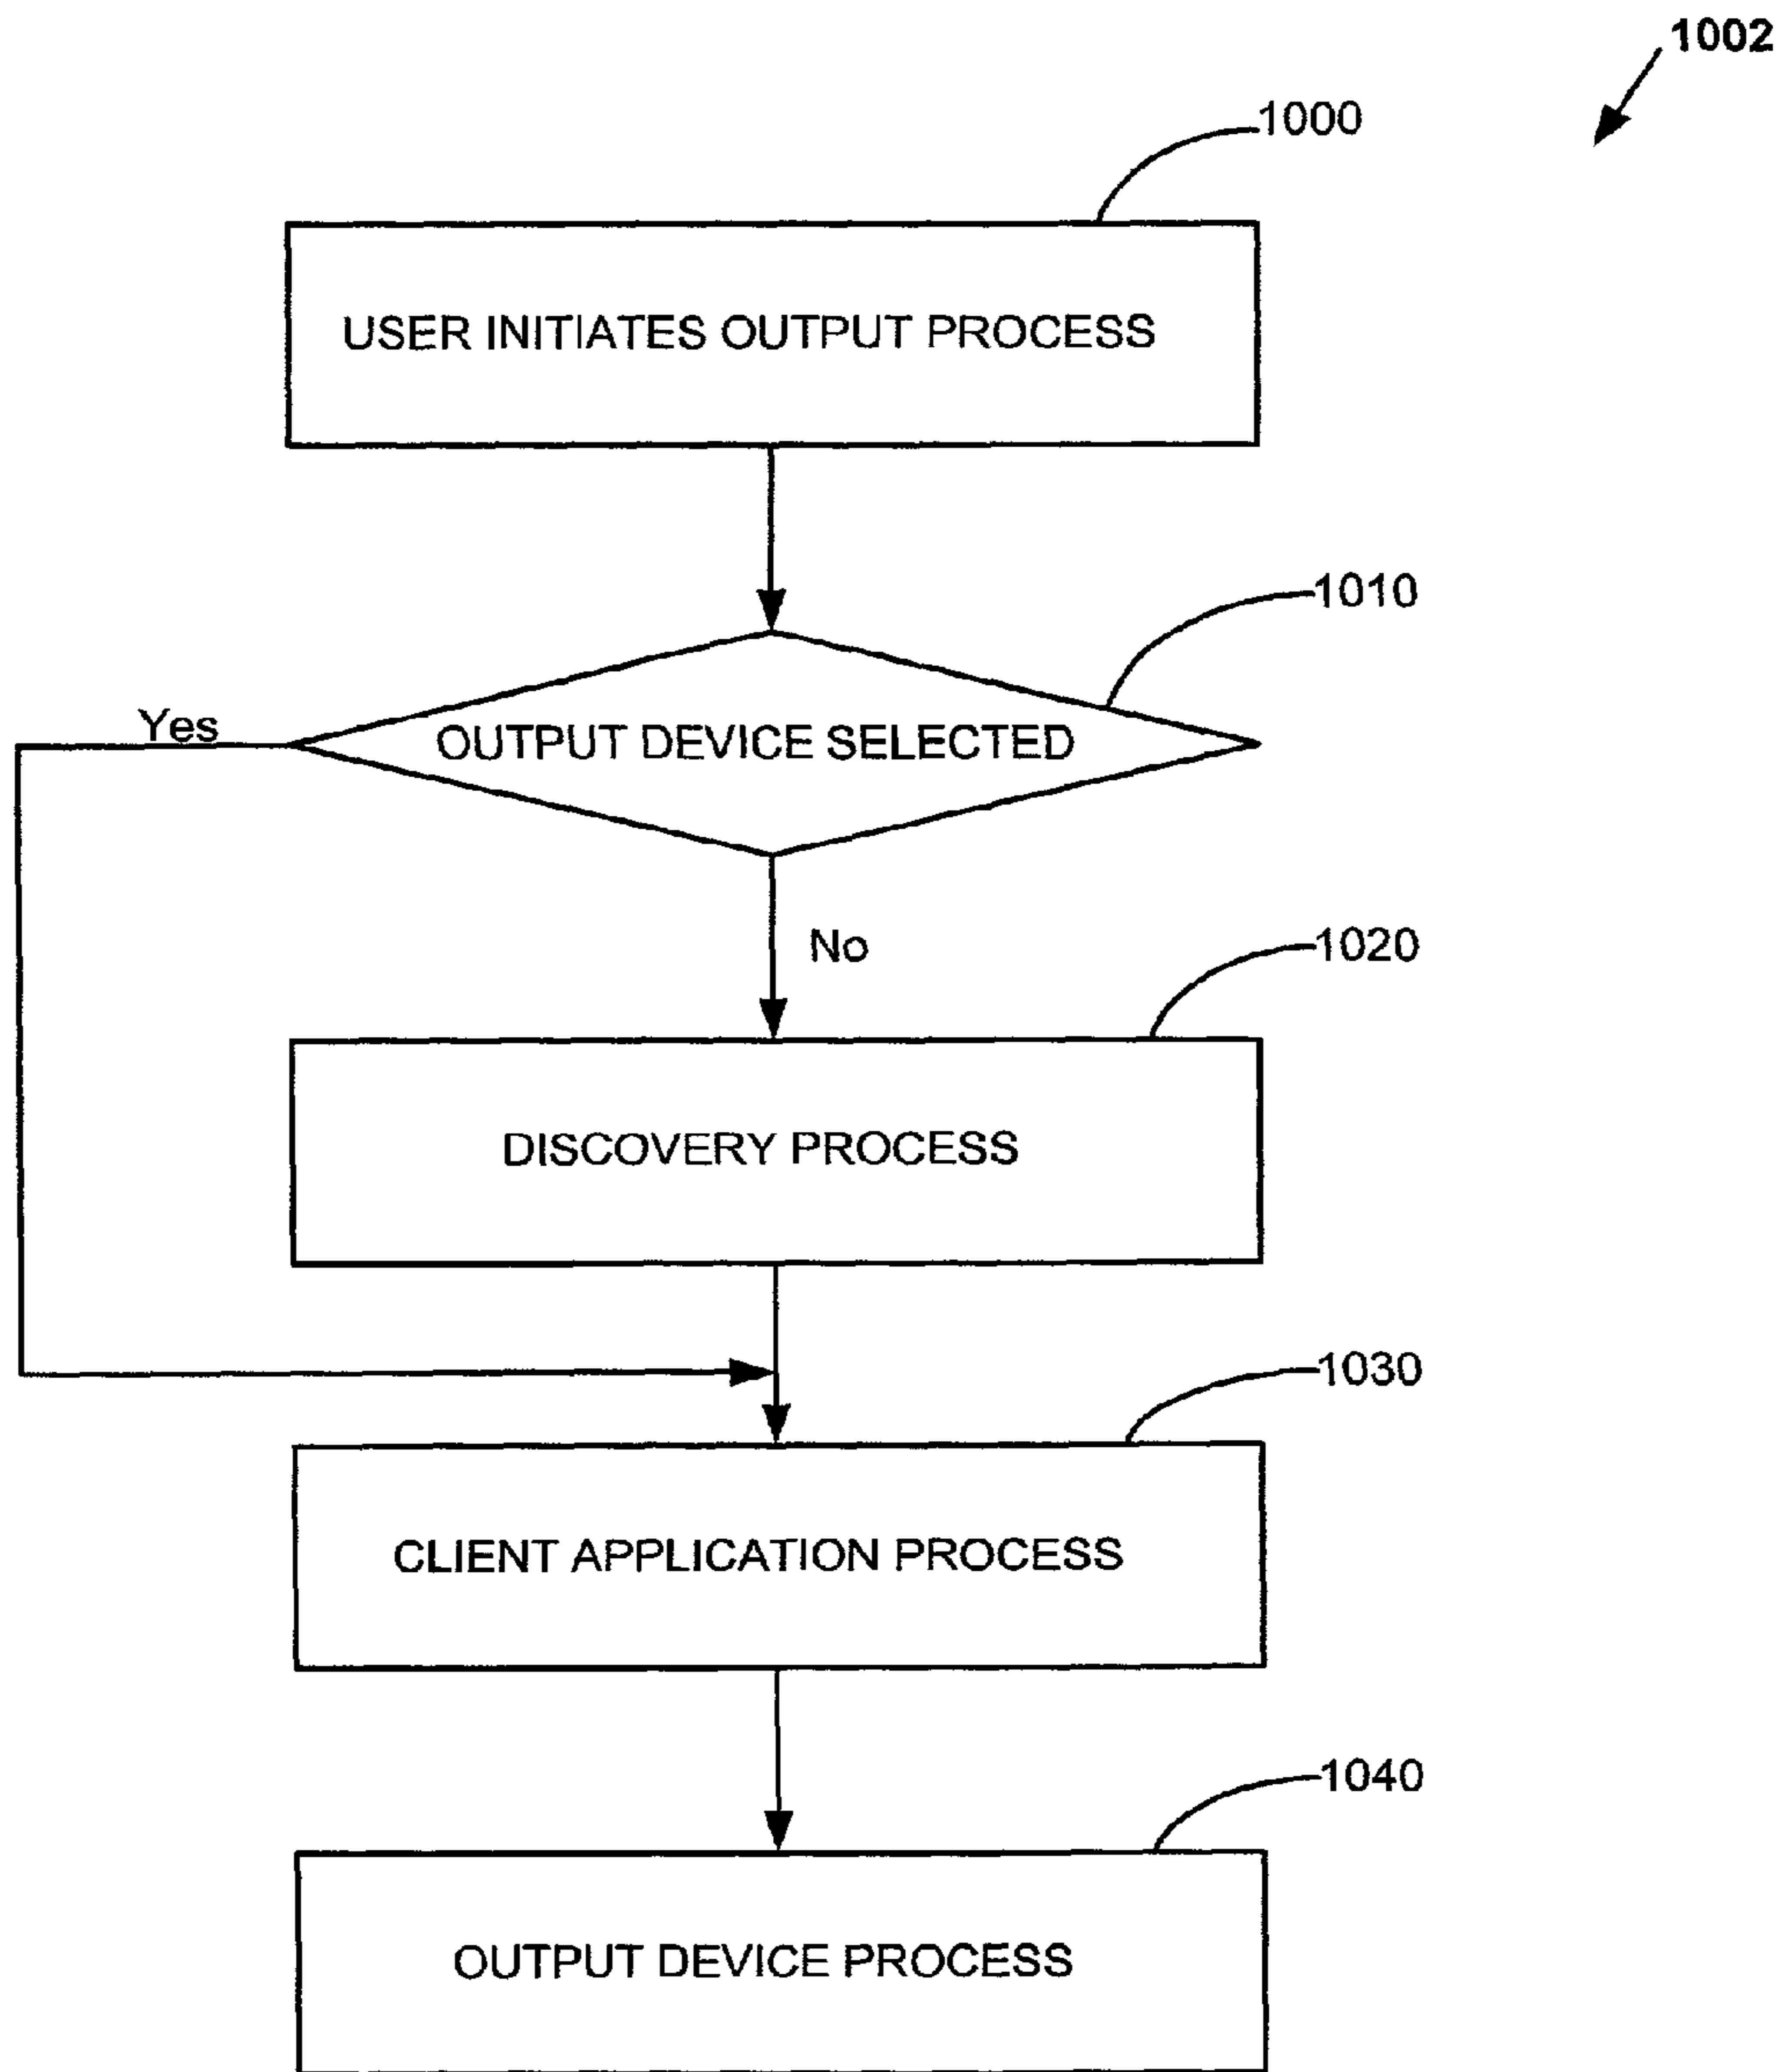 1002
1000
USER INITIATES OUTPUT PROCESS
1010
Yes
OUTPUT DEVICE SELECTED
No
1020
DISCOVERY PROCESS
1030
CLIENT APPLICATION PROCESS
1040
OUTPUT DEVICE PROCESS